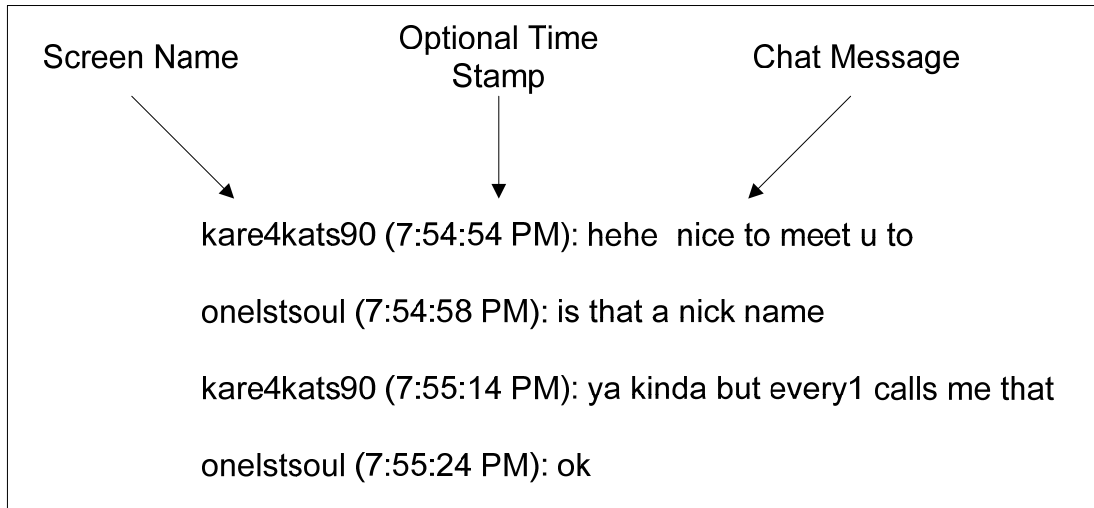 Screen Name
Optional Time
Stamp
Chat Message
kare4kats90 (7:54:54 PM): hehe  nice to meet u to
onelstsoul (7:54:58 PM): is that a nick name
kare4kats90 (7:55:14 PM): ya kinda but every1 calls me that
onelstsoul (7:55:24 PM): ok